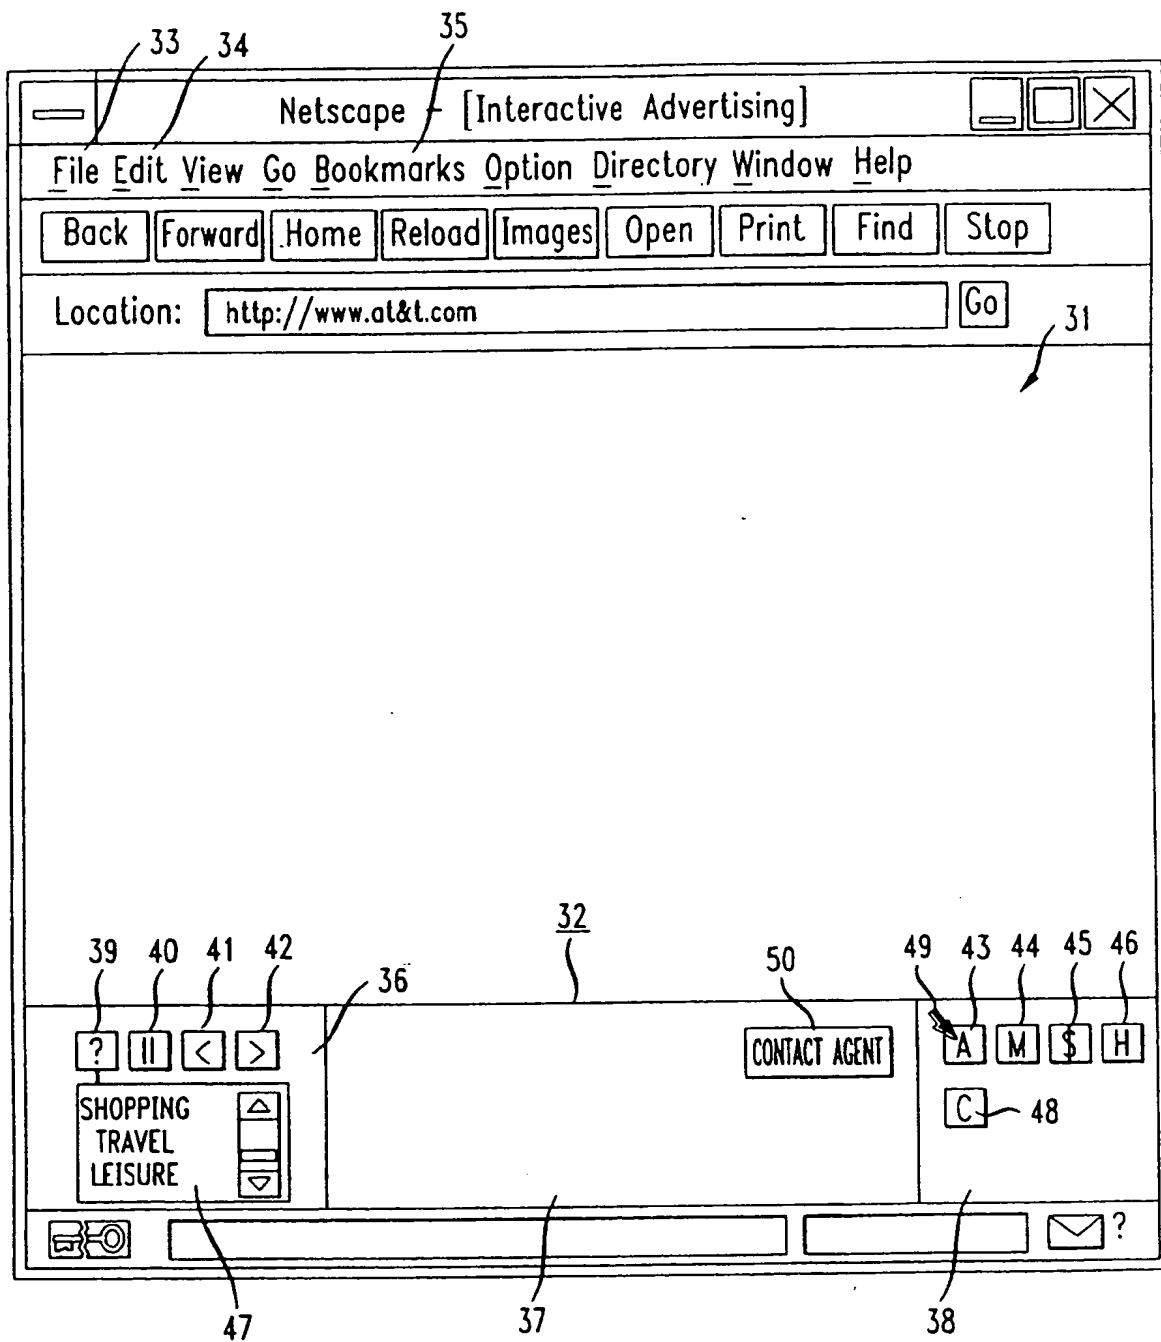 33 34 35
Netscape - [Interactive Advertising]
File Edit View Go Bookmarks Option Directory Window Help
Back Forward .Home Reload Images Open Print Find Stop
Location: http://www.at&t.com Go
31
32
39 40 41 42 36 50 49 43 44 45 46
? || < > CONTACT AGENT A M $ H
SHOPPING
TRAVEL
LEISURE
C 48
?
47 37 38